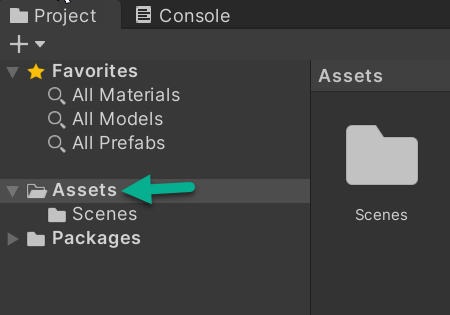 Project
Console
Favorites
All Materials
All Models
All Prefabs
Assets
Scenes
Packages
Assets
Scenes